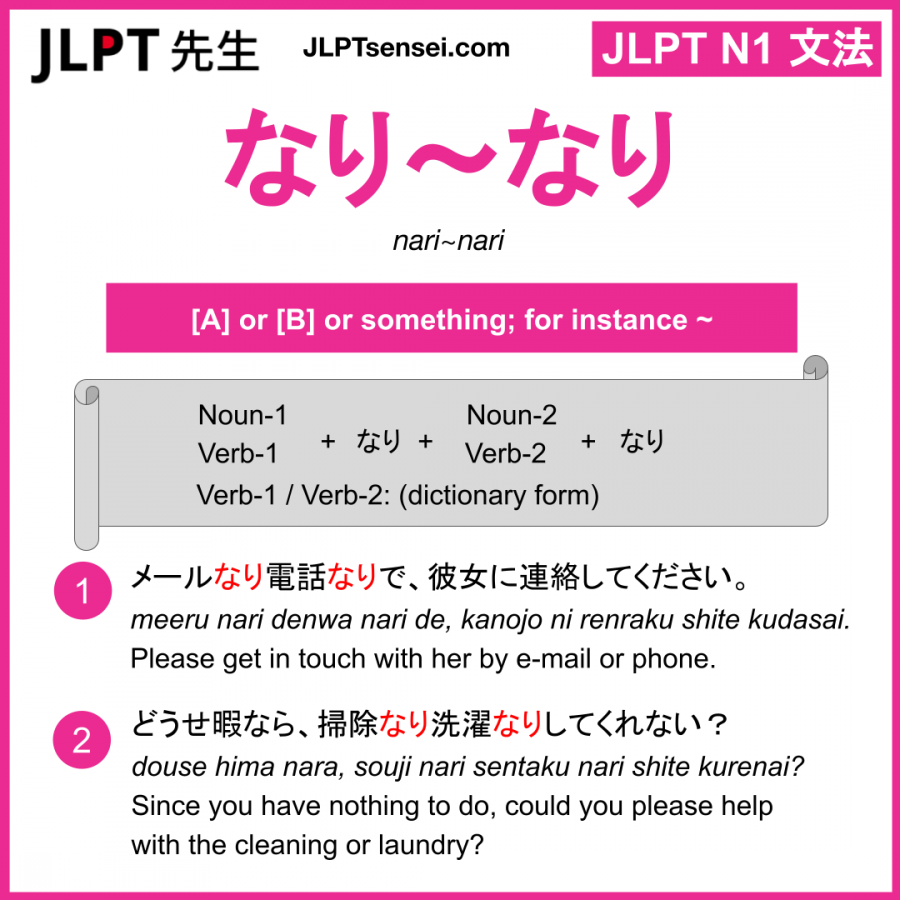 JLPT 先生 JLPTsensei.com JLPT N1 文法
なり～なり
nari~nari
[A] or [B] or something; for instance ~
Noun-1 Noun-2
+ なり + + なり
Verb-1 Verb-2
Verb-1 / Verb-2: (dictionary form)
1 メールなり電話なりで、彼女に連絡してください。
meeru nari denwa nari de, kanojo ni renraku shite kudasai.
Please get in touch with her by e-mail or phone.
2 どうせ暇なら、掃除なり洗濯なりしてくれない？
douse hima nara, souji nari sentaku nari shite kurenai?
Since you have nothing to do, could you please help
with the cleaning or laundry?